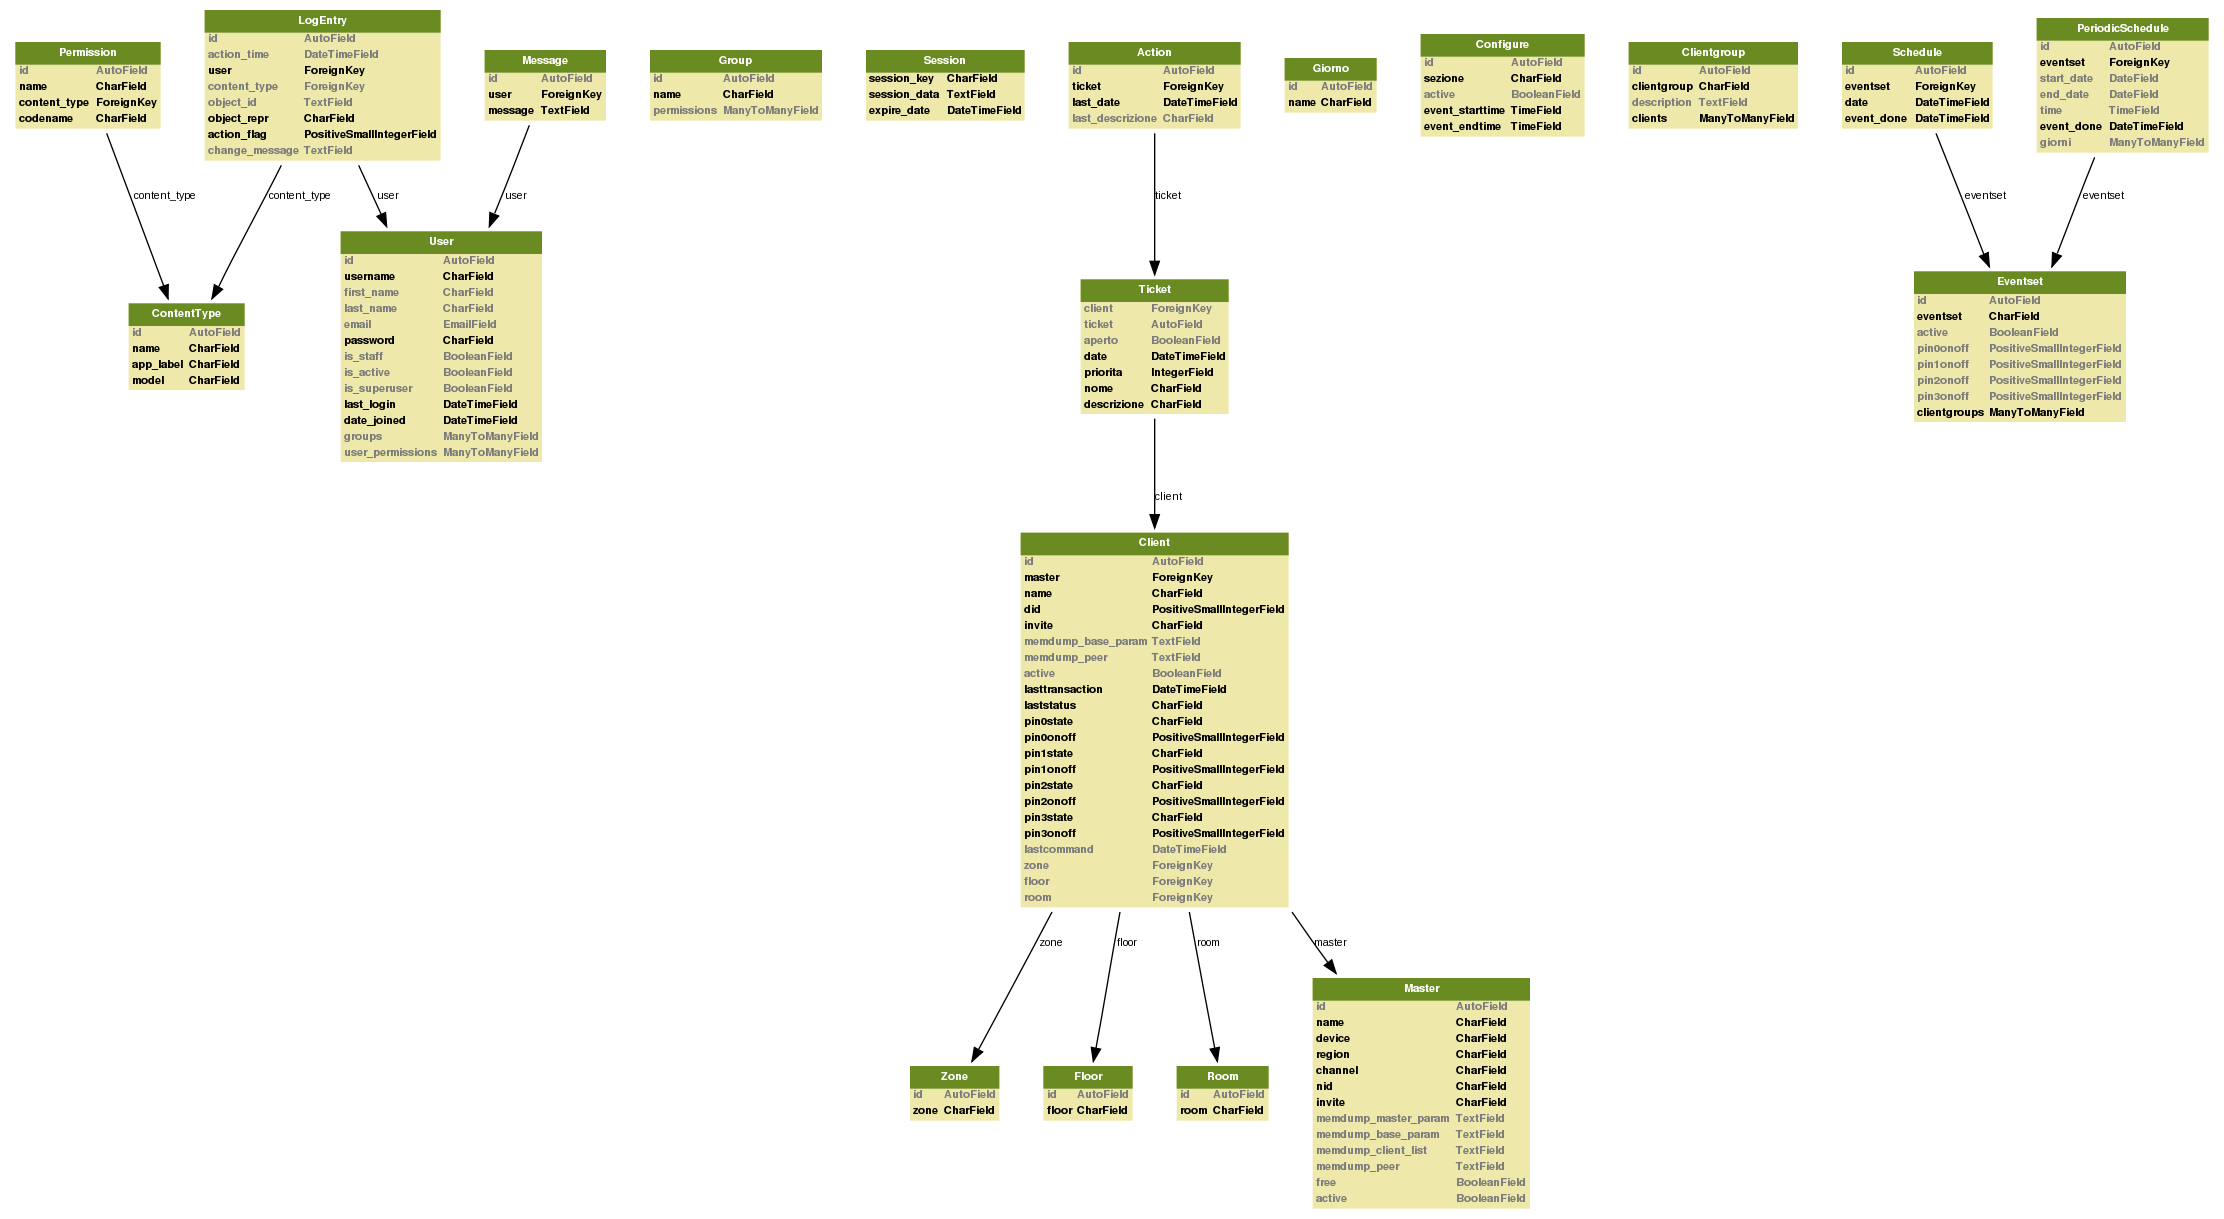 Permission
id AutoField
name CharField
content_type ForeignKey
codename CharField
LogEntry
id AutoField
action_time DateTimeField
user ForeignKey
content_type ForeignKey
object_id TextField
object_repr CharField
action_flag PositiveSmallIntegerField
change_message TextField
Message
id AutoField
user ForeignKey
message TextField
Group
id AutoField
name CharField
permissions ManyToManyField
Session
session_key CharField
session_data TextField
expire_date DateTimeField
Action
id AutoField
ticket ForeignKey
last_date DateTimeField
last_descrizione CharField
Giorno
id AutoField
name CharField
Configure
id AutoField
sezione CharField
active BooleanField
event_starttime TimeField
event_endtime TimeField
Clientgroup
id AutoField
clientgroup CharField
description TextField
clients ManyToManyField
Schedule
id AutoField
eventset ForeignKey
date DateTimeField
event_done DateTimeField
PeriodicSchedule
id AutoField
eventset ForeignKey
start_date DateField
end_date DateField
time TimeField
event_done DateTimeField
giorni ManyToManyField
content_type
content_type
user
user
ticket
eventset
eventset
ContentType
id AutoField
name CharField
app_label CharField
model CharField
User
id AutoField
username CharField
first_name CharField
last_name CharField
email EmailField
password CharField
is_staff BooleanField
is_active BooleanField
is_superuser BooleanField
last_login DateTimeField
date_joined DateTimeField
groups ManyToManyField
user_permissions ManyToManyField
Ticket
client ForeignKey
ticket AutoField
aperto BooleanField
date DateTimeField
priorita IntegerField
nome CharField
descrizione CharField
Eventset
id AutoField
eventset CharField
active BooleanField
pin0onoff PositiveSmallIntegerField
pin1onoff PositiveSmallIntegerField
pin2onoff PositiveSmallIntegerField
pin3onoff PositiveSmallIntegerField
clientgroups ManyToManyField
client
Client
id AutoField
master ForeignKey
name CharField
did PositiveSmallIntegerField
invite CharField
memdump_base_param TextField
memdump_peer TextField
active BooleanField
lasttransaction DateTimeField
laststatus CharField
pin0state CharField
pin0onoff PositiveSmallIntegerField
pin1state CharField
pin1onoff PositiveSmallIntegerField
pin2state CharField
pin2onoff PositiveSmallIntegerField
pin3state CharField
pin3onoff PositiveSmallIntegerField
lastcommand DateTimeField
zone ForeignKey
floor ForeignKey
room ForeignKey
zone
floor
room
master
Zone
id AutoField
zone CharField
Floor
id AutoField
floor CharField
Room
id AutoField
room CharField
Master
id AutoField
name CharField
device CharField
region CharField
channel CharField
nid CharField
invite CharField
memdump_master_param TextField
memdump_base_param TextField
memdump_client_list TextField
memdump_peer TextField
free BooleanField
active BooleanField